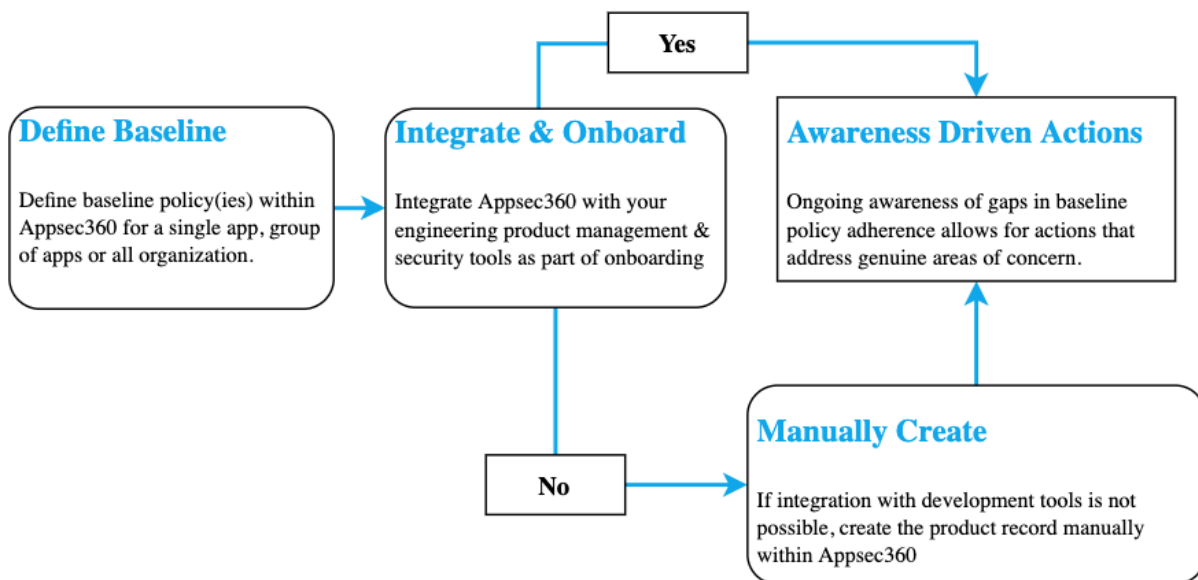 Yes
Define Baseline
Define baseline policy(ies) within
Appsec360 for a single app, group
of apps or all organization.
Integrate & Onboard
Integrate Appsec360 with your
engineering product management &
security tools as part of onboarding
Awareness Driven Actions
Ongoing awareness of gaps in baseline
policy adherence allows for actions that
address genuine areas of concern.
No
Manually Create
If integration with development tools is not
possible, create the product record manually
within Appsec360